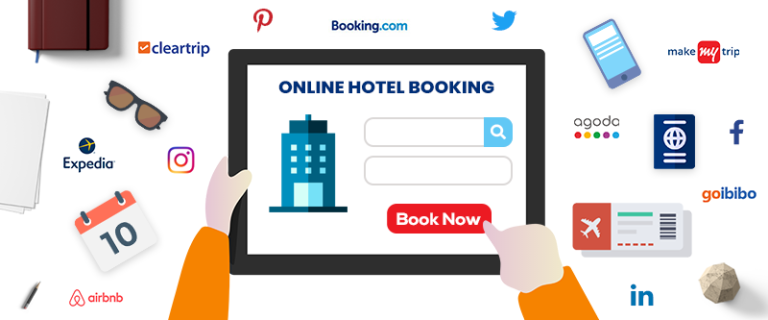 Booking.com
cleartrip
make my trip
ONLINE HOTEL BOOKING
agoda
Expedia
goibibo
Book Now
10
airbnb
in